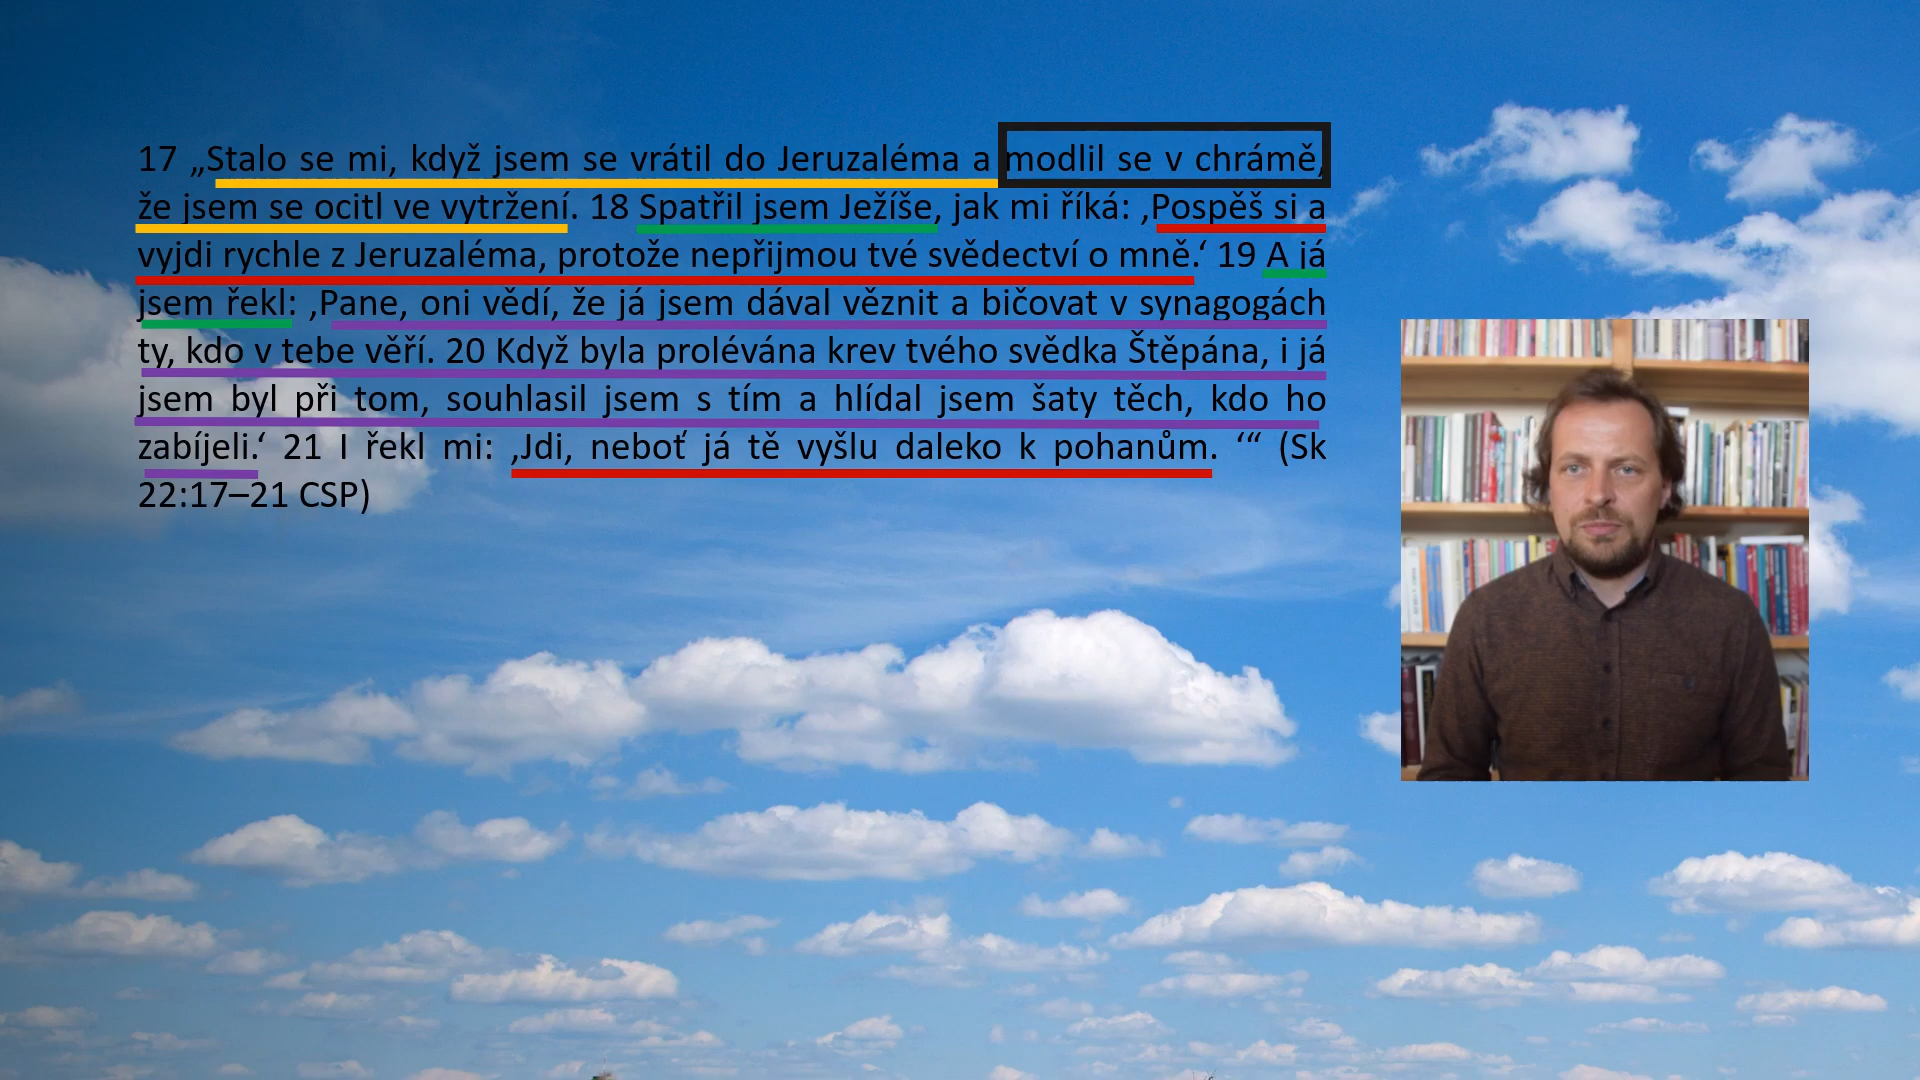 17 „Stalo se mi, když jsem se vrátil do Jeruzaléma a modlil se v chrámě,
že jsem se ocitl ve vytržení. 18 Spatřil jsem Ježíše, jak mi říká: ‚Pospěš si a
vyjdi rychle z Jeruzaléma, protože nepřijmou tvé svědectví o mně.‘ 19 A já
jsem řekl: ‚Pane, oni vědí, že já jsem dával věznit a bičovat v synagogách
ty, kdo v tebe věří. 20 Když byla prolévána krev tvého svědka Štěpána, i já
jsem byl při tom, souhlasil jsem s tím a hlídal jsem šaty těch, kdo ho
zabíjeli.‘ 21 I řekl mi: ‚Jdi, neboť já tě vyšlu daleko k pohanům. ‘“ (Sk
22:17–21 CSP)